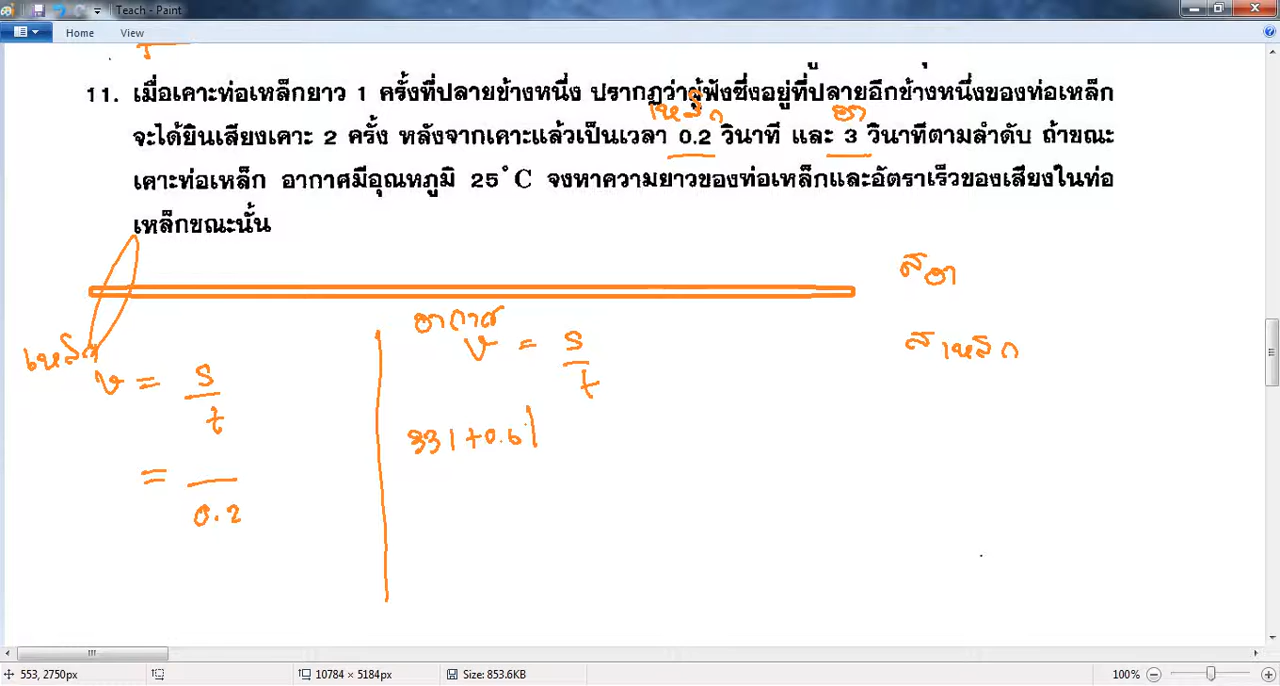 Teach - Paint
Home View
11. เมื่อเคาะท่อเหล็กยาว 1 ครั้งที่ปลายข้างหนึ่ง ปรากฏว่าผู้ฟังซึ่งอยู่ที่ปลายอีกข้างหนึ่งของท่อเหล็ก
เหล็ก อา
จะได้ยินเสียงเคาะ 2 ครั้ง หลังจากเคาะแล้วเป็นเวลา 0.2 วินาที และ 3 วินาทีตามลำดับ ถ้าขณะ
เคาะท่อเหล็ก อากาศมีอุณหภูมิ 25°C จงหาความยาวของท่อเหล็กและอัตราเร็วของเสียงในท่อ
เหล็กขณะนั้น
สอา
อากาศ
v = s/t
สเหล็ก
เหล็ก
v = s/t
331+0.6
= /0.2
553, 2750px 10784 × 5184px Size: 853.6KB 100%